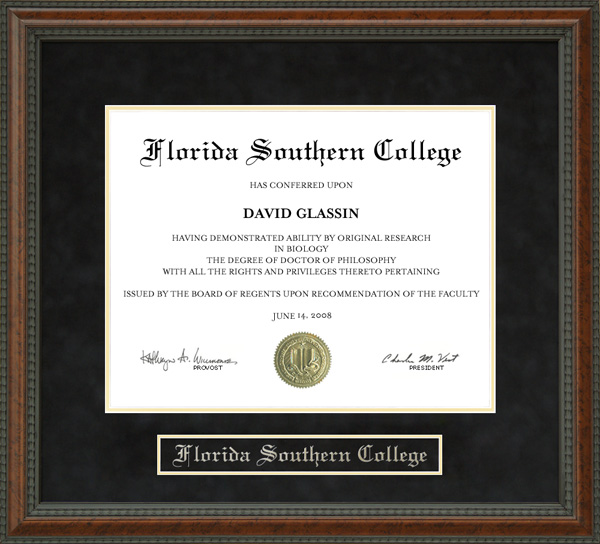 Florida Southern College
HAS CONFERRED UPON
DAVID GLASSIN
HAVING DEMONSTRATED ABILITY BY ORIGINAL RESEARCH
IN BIOLOGY
THE DEGREE OF DOCTOR OF PHILOSOPHY
WITH ALL THE RIGHTS AND PRIVILEGES THERETO PERTAINING
ISSUED BY THE BOARD OF REGENTS UPON RECOMMENDATION OF THE FACULTY
JUNE 14, 2008
Charles M. Vest
PROVOST PRESIDENT
Florida Southern College